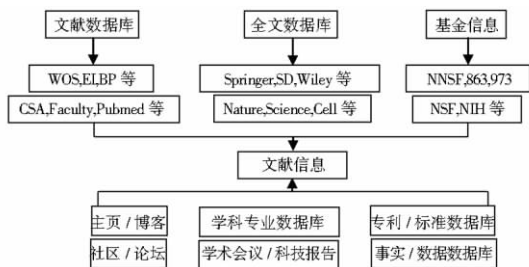 文献数据库 全文数据库 基金信息
WOS,EI,BP 等 Springer,SD,Wiley 等 NNSF,863,973
CSA,Faculty,Pubmed 等 Nature,Science,Cell 等 NSF,NIH 等
文献信息
主页 / 博客 学科专业数据库 专利 / 标准数据库
社区 / 论坛 学术会议 / 科技报告 事实 / 数据数据库